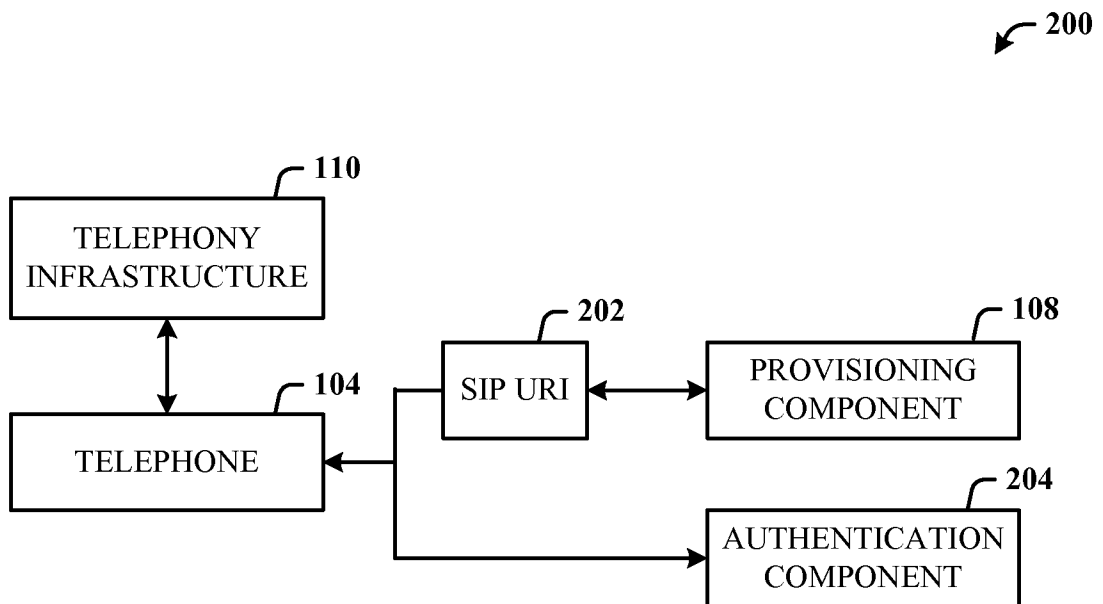 200
110
TELEPHONY
INFRASTRUCTURE
202
108
SIP URI
PROVISIONING
COMPONENT
104
TELEPHONE
204
AUTHENTICATION
COMPONENT